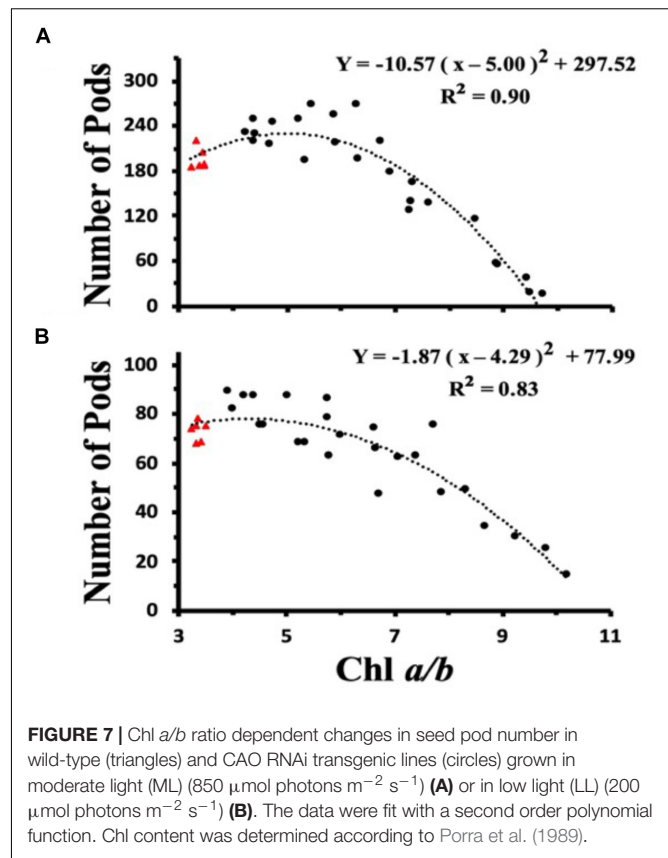 A
Y = -10.57 ( x – 5.00 )² + 297.52
R² = 0.90
Number of Pods
300
240
180
120
60
0
B
Y = -1.87 ( x – 4.29 )² + 77.99
R² = 0.83
Number of Pods
100
80
60
40
20
0
3 5 7 9 11
Chl a/b
FIGURE 7 | Chl a/b ratio dependent changes in seed pod number in
wild-type (triangles) and CAO RNAi transgenic lines (circles) grown in
moderate light (ML) (850 μmol photons m⁻² s⁻¹) (A) or in low light (LL) (200
μmol photons m⁻² s⁻¹) (B). The data were fit with a second order polynomial
function. Chl content was determined according to Porra et al. (1989).